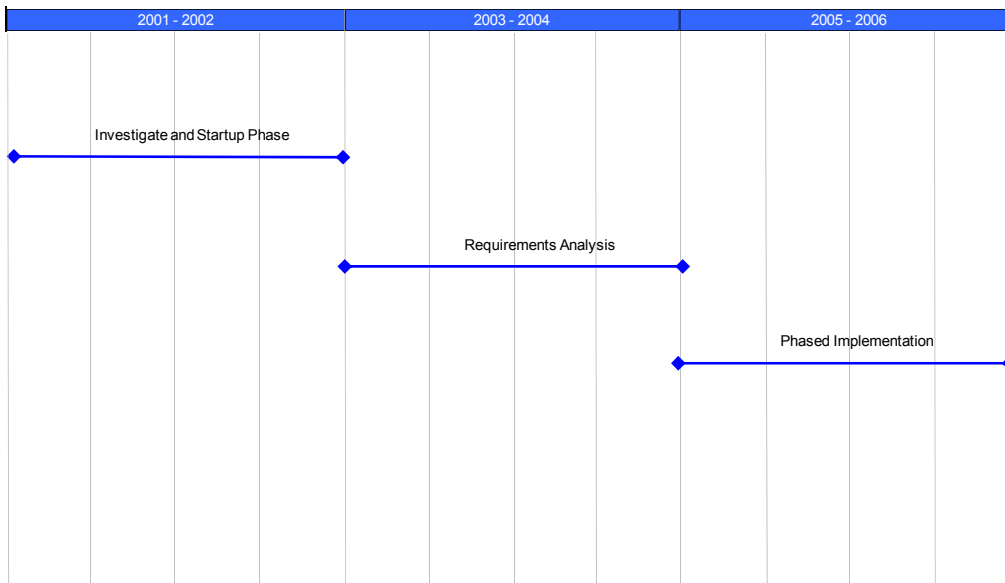 2001 - 2002
2003 - 2004
2005 - 2006
Investigate and Startup Phase
Requirements Analysis
Phased Implementation